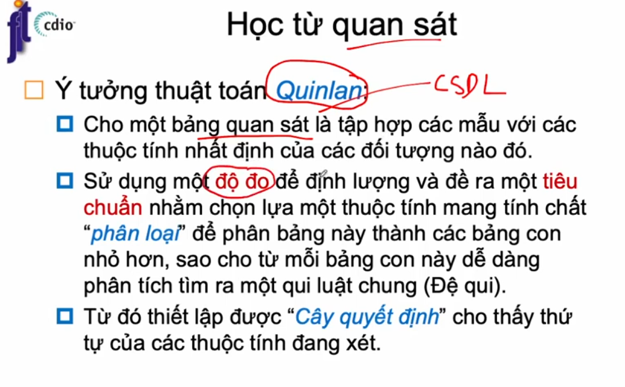 fit cdio
Học từ quan sát
Ý tưởng thuật toán Quinlan: CSDL
Cho một bảng quan sát là tập hợp các mẫu với các
thuộc tính nhất định của các đối tượng nào đó.
Sử dụng một độ đo để định lượng và đề ra một tiêu
chuẩn nhằm chọn lựa một thuộc tính mang tính chất
“phân loại” để phân bảng này thành các bảng con
nhỏ hơn, sao cho từ mỗi bảng con này dễ dàng
phân tích tìm ra một qui luật chung (Đệ qui).
Từ đó thiết lập được “Cây quyết định” cho thấy thứ
tự của các thuộc tính đang xét.